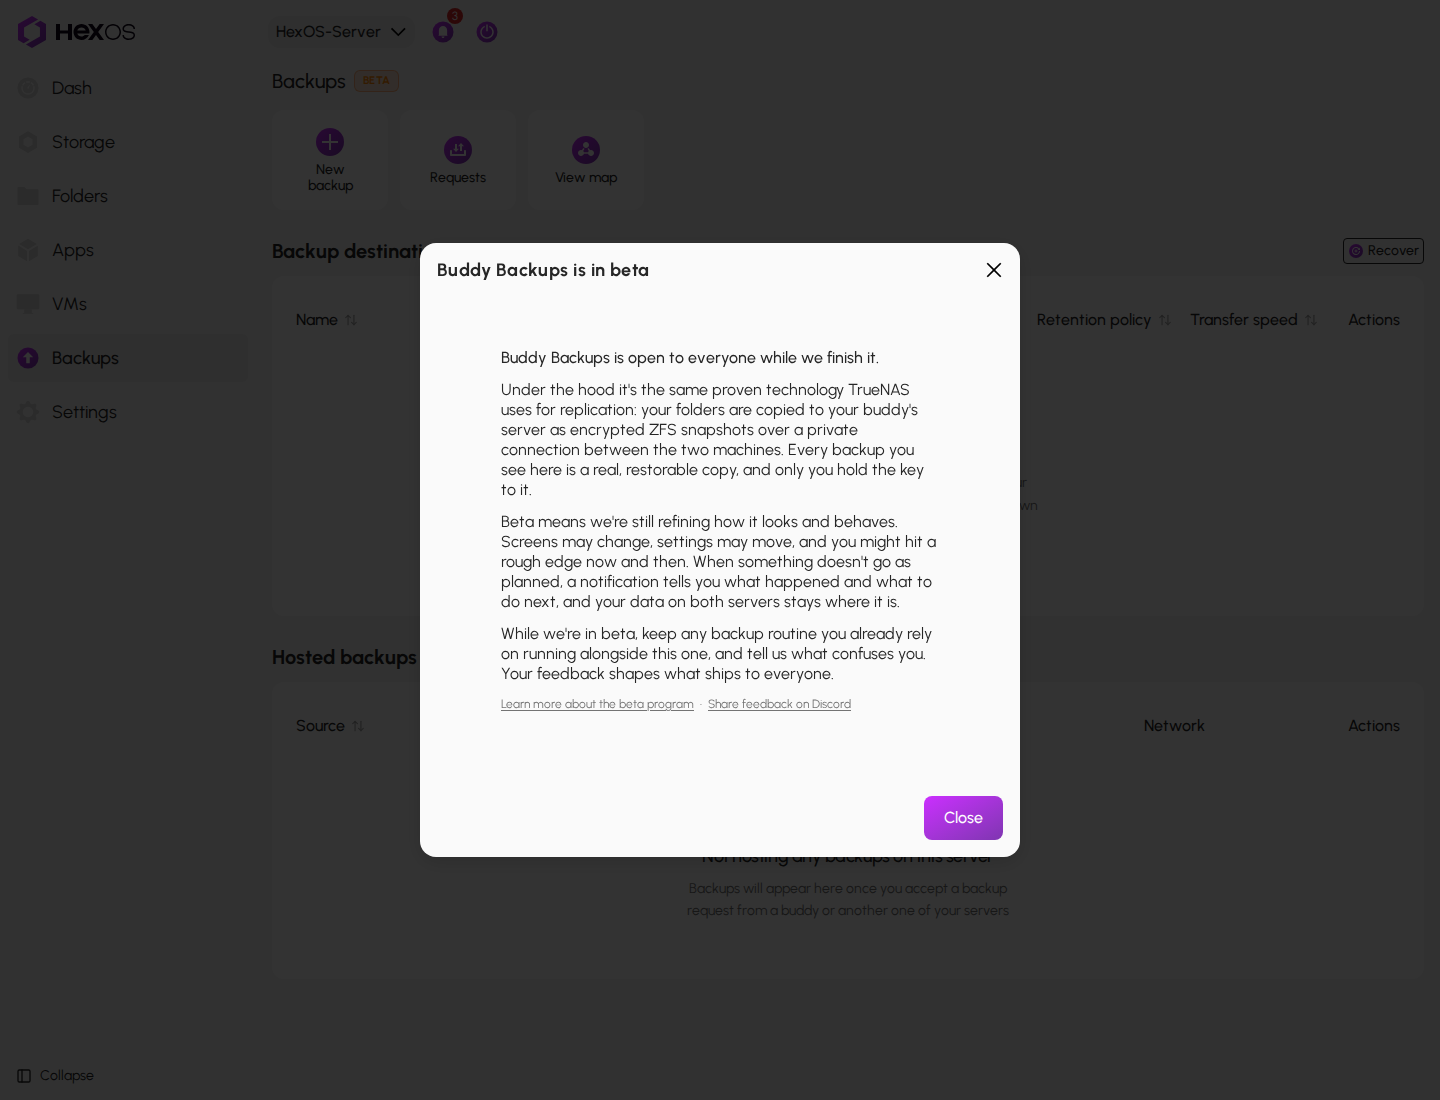 HexOS
HexOS-Server
3
Dash
Storage
Folders
Apps
VMs
Backups
Settings
Collapse
Backups BETA
New
backup
Requests
View map
Recover
Name
Retention policy
Transfer speed
Actions
Buddy Backups is in beta
Buddy Backups is open to everyone while we finish it.
Under the hood it's the same proven technology TrueNAS
uses for replication: your folders are copied to your buddy's
server as encrypted ZFS snapshots over a private
connection between the two machines. Every backup you
see here is a real, restorable copy, and only you hold the key
to it.
Beta means we're still refining how it looks and behaves.
Screens may change, settings may move, and you might hit a
rough edge now and then. When something doesn't go as
planned, a notification tells you what happened and what to
do next, and your data on both servers stays where it is.
While we're in beta, keep any backup routine you already rely
on running alongside this one, and tell us what confuses you.
Your feedback shapes what ships to everyone.
Learn more about the beta program · Share feedback on Discord
Close
Hosted backups
Source
Network
Actions
Not hosting any backups on this server
Backups will appear here once you accept a backup
request from a buddy or another one of your servers